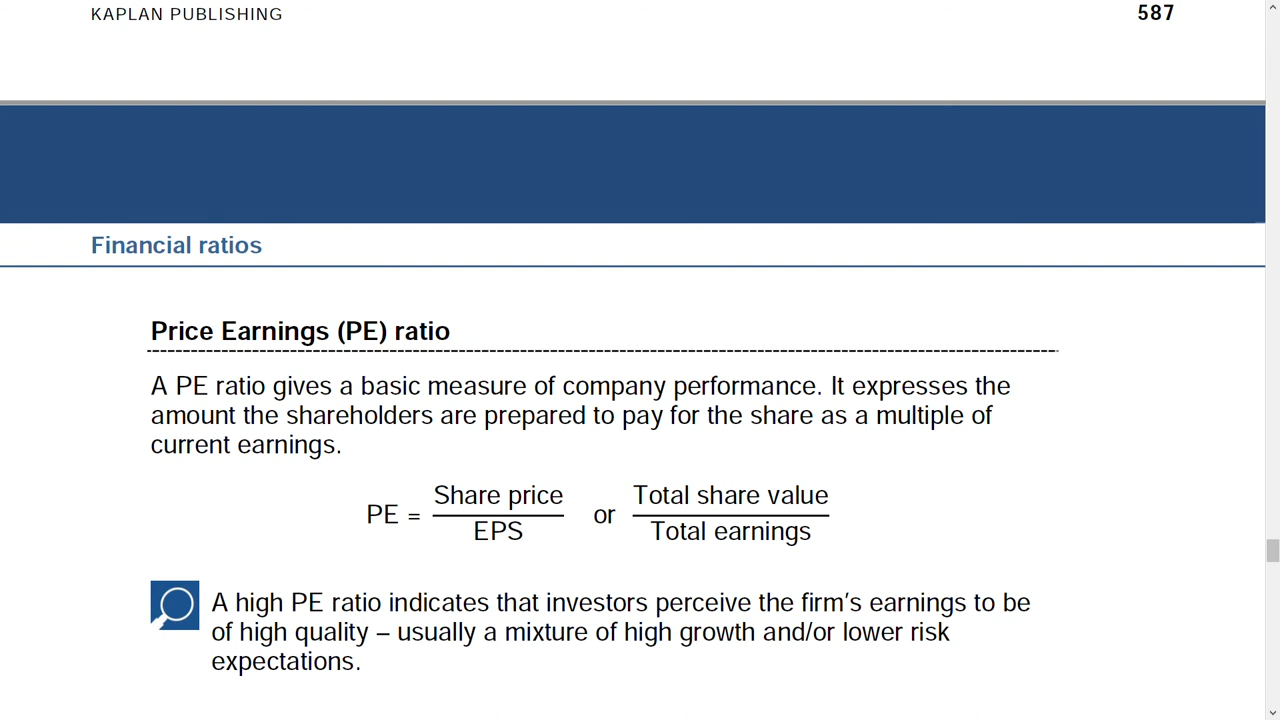 KAPLAN PUBLISHING 587
Financial ratios
Price Earnings (PE) ratio
A PE ratio gives a basic measure of company performance. It expresses the
amount the shareholders are prepared to pay for the share as a multiple of
current earnings.
PE = Share price / EPS or Total share value / Total earnings
A high PE ratio indicates that investors perceive the firm's earnings to be
of high quality – usually a mixture of high growth and/or lower risk
expectations.